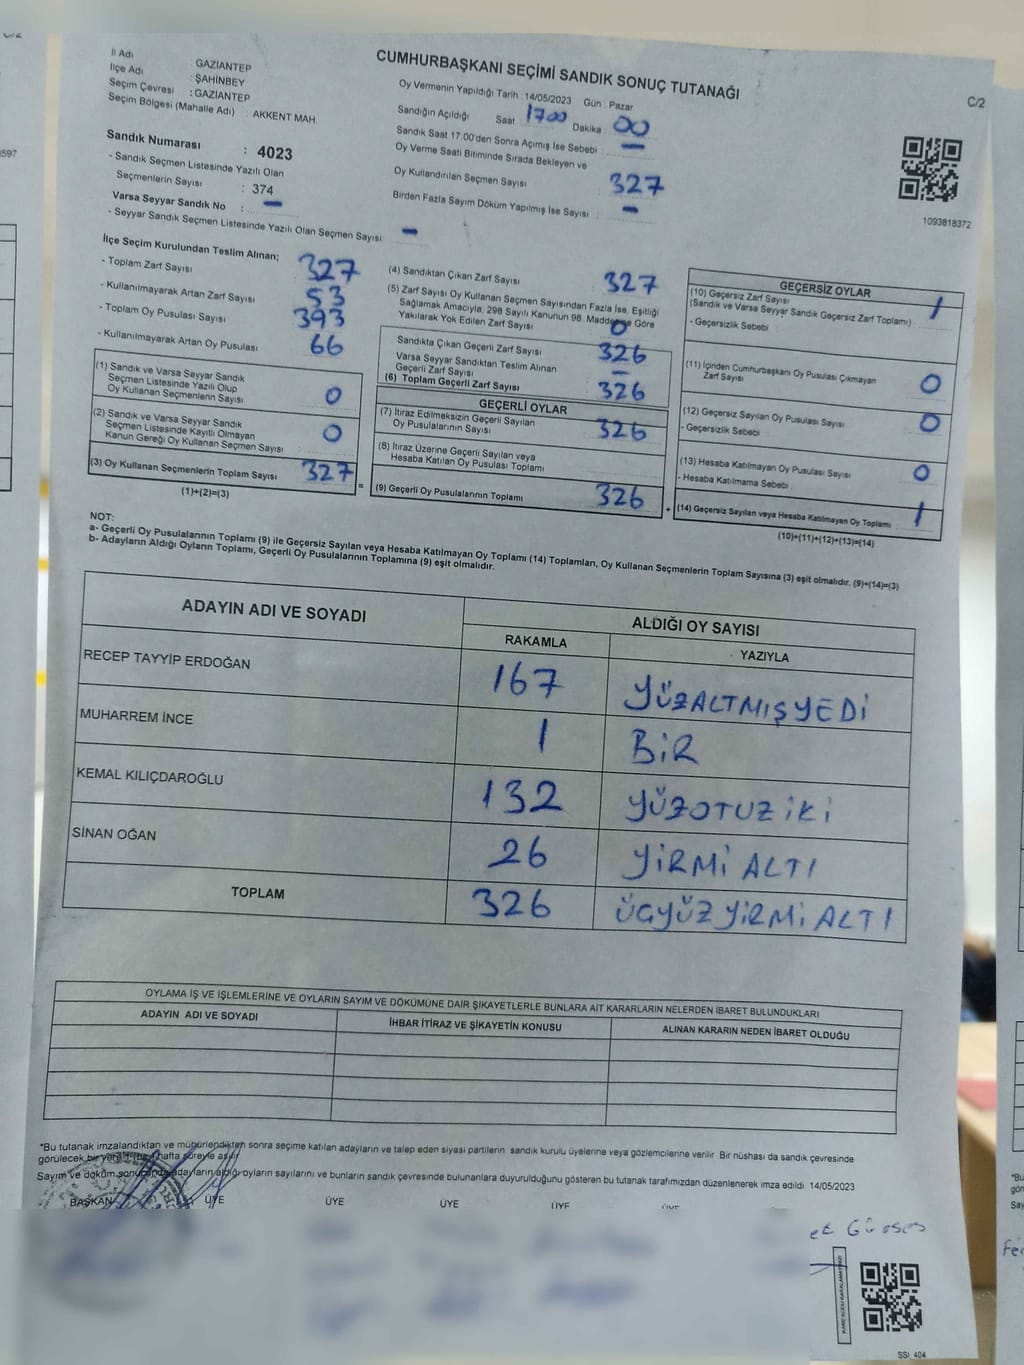 CUMHURBAŞKANI SEÇİMİ SANDIK SONUÇ TUTANAĞI
C/2
İl Adı : GAZİANTEP
İlçe Adı : ŞAHİNBEY
Seçim Çevresi : GAZİANTEP
Seçim Bölgesi (Mahalle Adı) : AKKENT MAH.
Oy Vermenin Yapıldığı Tarih : 14/05/2023 Gün : Pazar
Sandığın Açıldığı Saat 1700 Dakika 00
Sandık Saat 17:00'den Sonra Açımış İse Sebebi : -
Oy Verme Saati Bitiminde Sırada Bekleyen ve
Oy Kullandırılan Seçmen Sayısı 327
Birden Fazla Sayım Döküm Yapılmış İse Sayısı : -
1093818372
Sandık Numarası : 4023
- Sandık Seçmen Listesinde Yazılı Olan
Seçmenlerin Sayısı : 374
Varsa Seyyar Sandık No : -
- Seyyar Sandık Seçmen Listesinde Yazılı Olan Seçmen Sayısı: -
İlçe Seçim Kurulundan Teslim Alınan;
- Toplam Zarf Sayısı 327
- Kullanılmayarak Artan Zarf Sayısı 53
- Toplam Oy Pusulası Sayısı 393
- Kullanılmayarak Artan Oy Pusulası 66
(1) Sandık ve Varsa Seyyar Sandık
Seçmen Listesinde Yazılı Olup
Oy Kullanan Seçmenlerin Sayısı 0
(2) Sandık ve Varsa Seyyar Sandık
Seçmen Listesinde Kayıtlı Olmayan
Kanun Gereği Oy Kullanan Seçmen Sayısı 0
(3) Oy Kullanan Seçmenlerin Toplam Sayısı 327
(1)+(2)=(3)
=
(4) Sandıktan Çıkan Zarf Sayısı 327
(5) Zarf Sayısı Oy Kullanan Seçmen Sayısından Fazla İse, Eşitliği
Sağlamak Amacıyla, 298 Sayılı Kanunun 98. Maddesine Göre
Yakılarak Yok Edilen Zarf Sayısı 0
Sandıkta Çıkan Geçerli Zarf Sayısı 326
Varsa Seyyar Sandıktan Teslim Alınan
Geçerli Zarf Sayısı -
(6) Toplam Geçerli Zarf Sayısı 326
GEÇERLİ OYLAR
(7) İtiraz Edilmeksizin Geçerli Sayılan
Oy Pusulalarının Sayısı 326
(8) İtiraz Üzerine Geçerli Sayılan veya
Hesaba Katılan Oy Pusulası Toplamı
(9) Geçerli Oy Pusulalarının Toplamı 326
+
GEÇERSİZ OYLAR
(10) Geçersiz Zarf Sayısı
(Sandık ve Varsa Seyyar Sandık Geçersiz Zarf Toplamı) 1
- Geçersizlik Sebebi
(11) İçinden Cumhurbaşkanı Oy Pusulası Çıkmayan
Zarf Sayısı 0
(12) Geçersiz Sayılan Oy Pusulası Sayısı 0
- Geçersizlik Sebebi
(13) Hesaba Katılmayan Oy Pusulası Sayısı 0
- Hesaba Katılmama Sebebi
(14) Geçersiz Sayılan veya Hesaba Katılmayan Oy Toplamı 1
(10)+(11)+(12)+(13)=(14)
NOT:
a- Geçerli Oy Pusulalarının Toplamı (9) ile Geçersiz Sayılan veya Hesaba Katılmayan Oy Toplamı (14) Toplamları, Oy Kullanan Seçmenlerin Toplam Sayısına (3) eşit olmalıdır. (9)+(14)=(3)
b- Adayların Aldığı Oyların Toplamı, Geçerli Oy Pusulalarının Toplamına (9) eşit olmalıdır.
ADAYIN ADI VE SOYADI ALDIĞI OY SAYISI
RAKAMLA YAZIYLA
RECEP TAYYİP ERDOĞAN 167 YÜZALTMIŞYEDİ
MUHARREM İNCE 1 BİR
KEMAL KILIÇDAROĞLU 132 YÜZOTUZ İKİ
SİNAN OĞAN 26 YİRMİ ALTI
TOPLAM 326 ÜÇYÜZ YİRMİ ALTI
OYLAMA İŞ VE İŞLEMLERİNE VE OYLARIN SAYIM VE DÖKÜMÜNE DAİR ŞİKAYETLERLE BUNLARA AİT KARARLARIN NELERDEN İBARET BULUNDUKLARI
ADAYIN ADI VE SOYADI İHBAR İTİRAZ VE ŞİKAYETİN KONUSU ALINAN KARARIN NEDEN İBARET OLDUĞU
*Bu tutanak imzalandıktan ve mühürlendikten sonra seçime katılan adayların ve talep eden siyasi partilerin sandık kurulu üyelerine veya gözlemcilerine verilir. Bir nüshası da sandık çevresinde
görülecek bir yere 1 hafta süreyle asılır.
Sayım ve döküm sonucunda adayların aldığı oyların sayılarını ve bunların sandık çevresinde bulunanlara duyurulduğunu gösteren bu tutanak tarafımızdan düzenlenerek imza edildi. 14/05/2023
BAŞKAN ÜYE ÜYE ÜYE ÜYE ÜYE
SSI_404